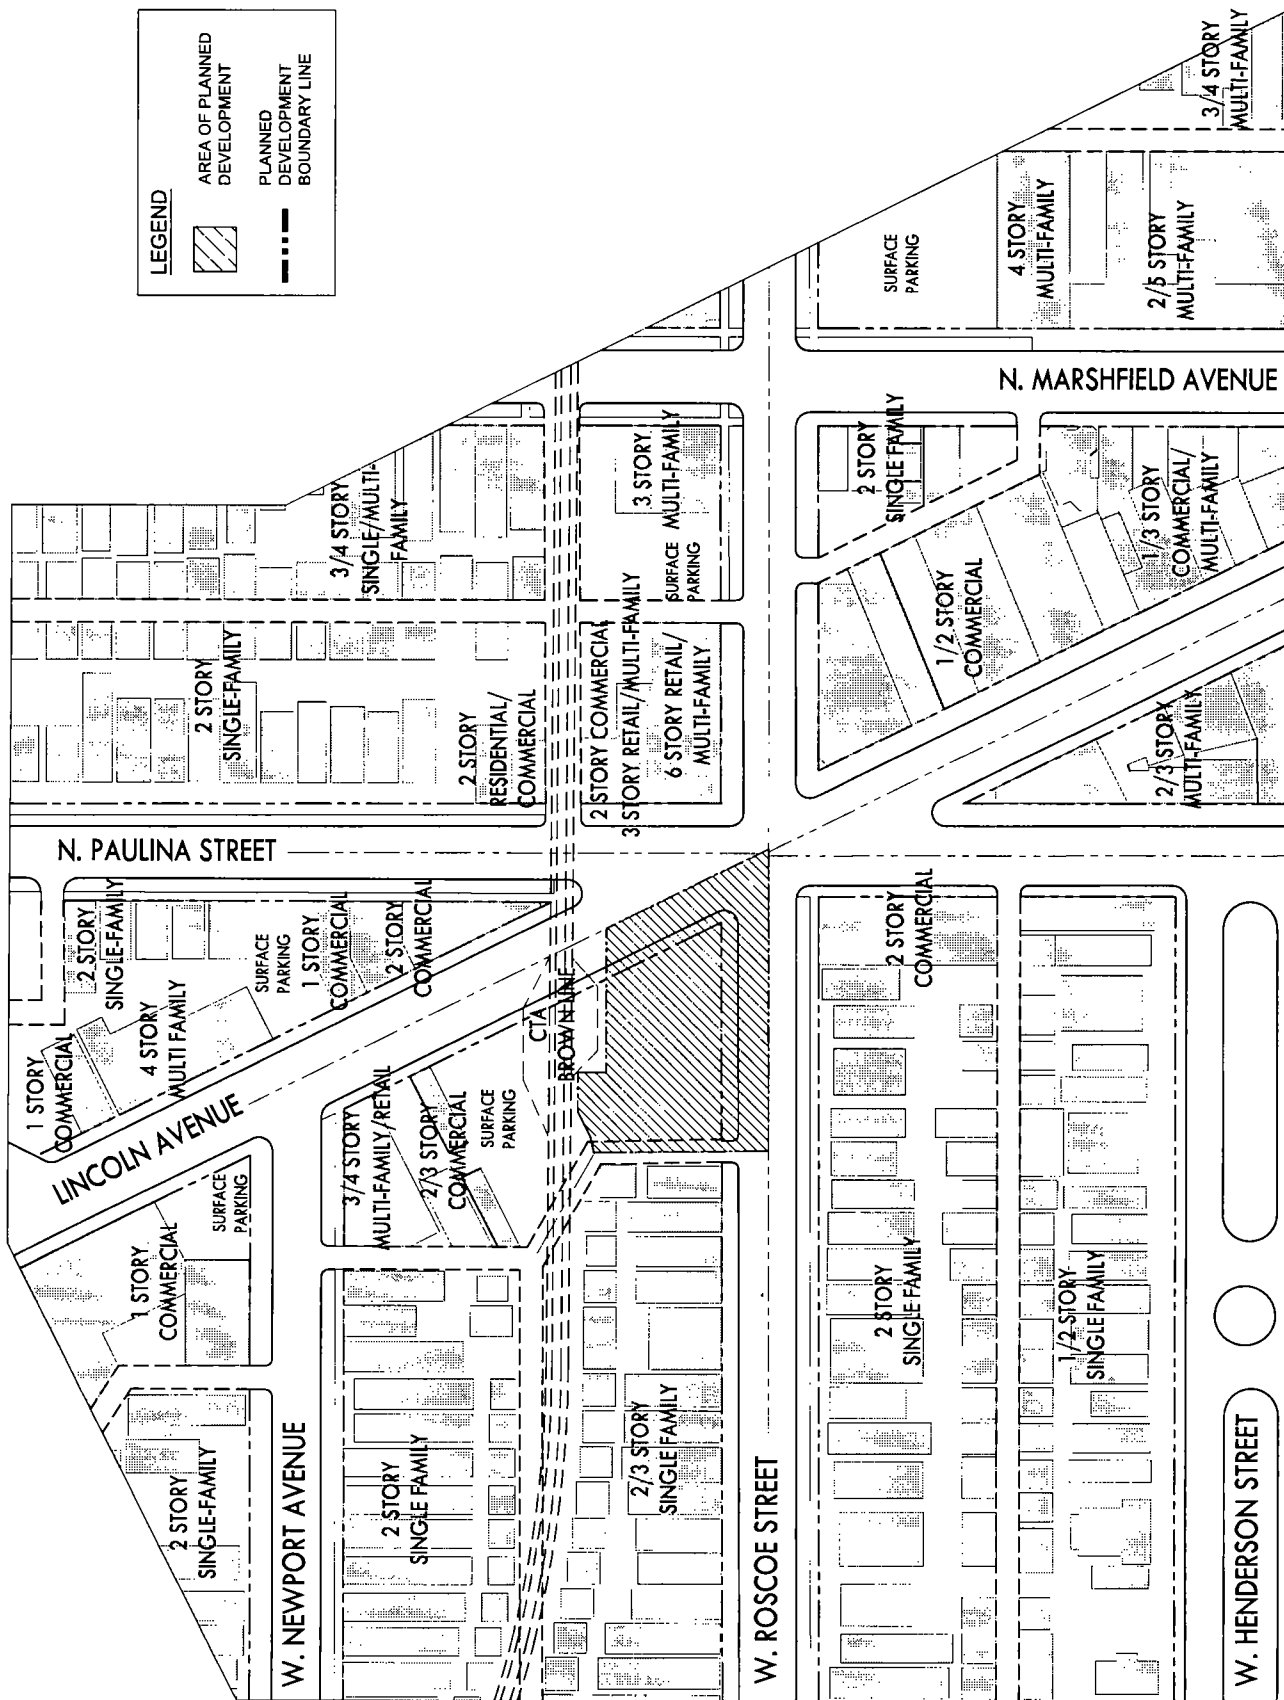 LEGEND
AREA OF PLANNED
DEVELOPMENT
PLANNED
DEVELOPMENT
BOUNDARY LINE
3/4 STORY
MULTI-FAMILY
4 STORY
MULTI-FAMILY
2/5 STORY
MULTI-FAMILY
SURFACE
PARKING
N. MARSHFIELD AVENUE
3/4 STORY
SINGLE/MULTI-
FAMILY
3 STORY
MULTI-FAMILY
SURFACE
PARKING
2 STORY
SINGLE FAMILY
1/3 STORY
COMMERCIAL/
MULTI-FAMILY
1/2 STORY
COMMERCIAL
2 STORY
SINGLE-FAMILY
2 STORY
RESIDENTIAL/
COMMERCIAL
2 STORY COMMERCIAL
3 STORY RETAIL/MULTI-FAMILY
6 STORY RETAIL/
MULTI-FAMILY
2/3 STORY
MULTI-FAMILY
N. PAULINA STREET
2 STORY
SINGLE-FAMILY
SURFACE
PARKING
1 STORY
COMMERCIAL
2 STORY
COMMERCIAL
1 STORY
COMMERCIAL
4 STORY
MULTI FAMILY
LINCOLN AVENUE
CTA
BROWN LINE
3/4 STORY
MULTI-FAMILY/RETAIL
2/3 STORY
COMMERCIAL
SURFACE
PARKING
2 STORY
COMMERCIAL
1 STORY
COMMERCIAL
SURFACE
PARKING
2 STORY
SINGLE FAMILY
1/2 STORY
SINGLE FAMILY
2 STORY
SINGLE-FAMILY
W. NEWPORT AVENUE
2 STORY
SINGLE FAMILY
2/3 STORY
SINGLE FAMILY
W. ROSCOE STREET
W. HENDERSON STREET